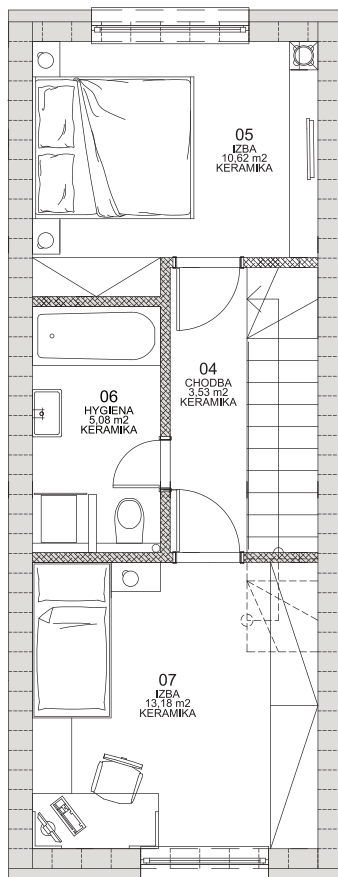 05
IZBA
10,62 m2
KERAMIKA
04
CHODBA
3,53 m2
KERAMIKA
06
HYGIENA
5,08 m2
KERAMIKA
07
IZBA
13,18 m2
KERAMIKA